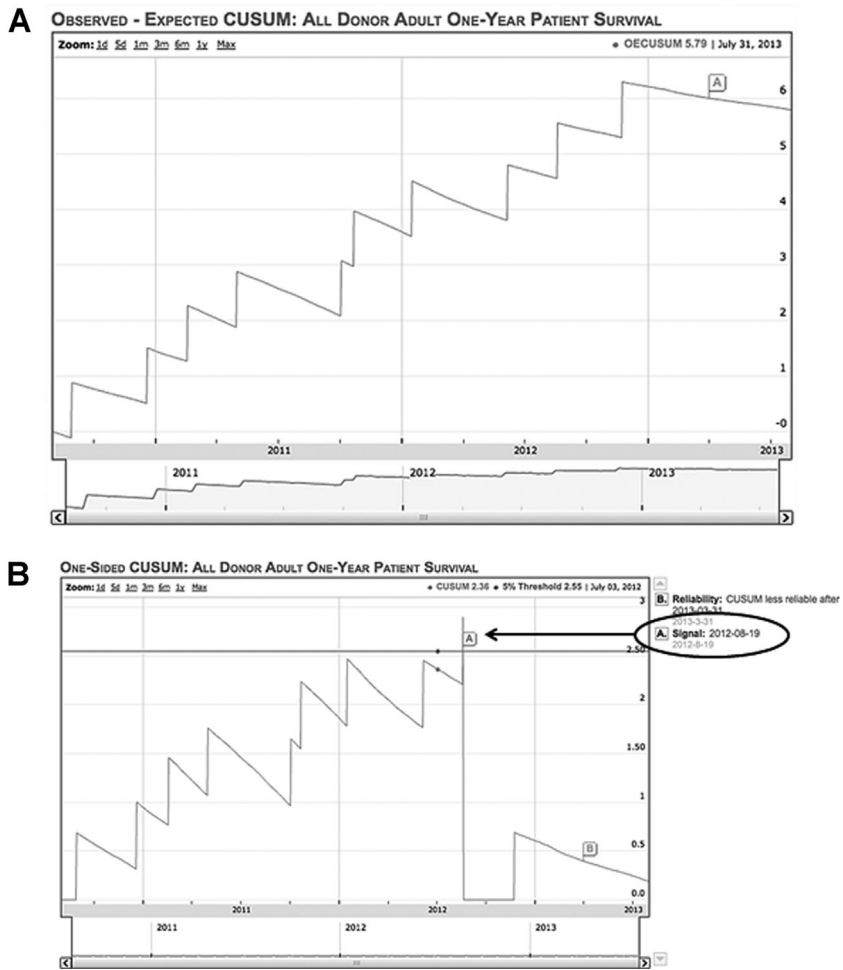 A
OBSERVED - EXPECTED CUSUM: ALL DONOR ADULT ONE-YEAR PATIENT SURVIVAL
Zoom: 1d 5d 1m 3m 6m 1y Max
OECUSUM 5.79 | July 31, 2013
A
6
5
4
3
2
1
-0
2011 2012 2013
2011 2012 2013
B
ONE-SIDED CUSUM: ALL DONOR ADULT ONE-YEAR PATIENT SURVIVAL
Zoom: 1d 5d 1m 3m 6m 1y Max
CUSUM 2.36 5% Threshold 2.55 | July 03, 2012
B. Reliability: CUSUM less reliable after
2013-03-31
2013-3-31
A. Signal: 2012-08-19
2012-8-19
3
A
2.50
2
1.50
1
B
0.5
0.0
2011 2012 2013
2011 2012 2013